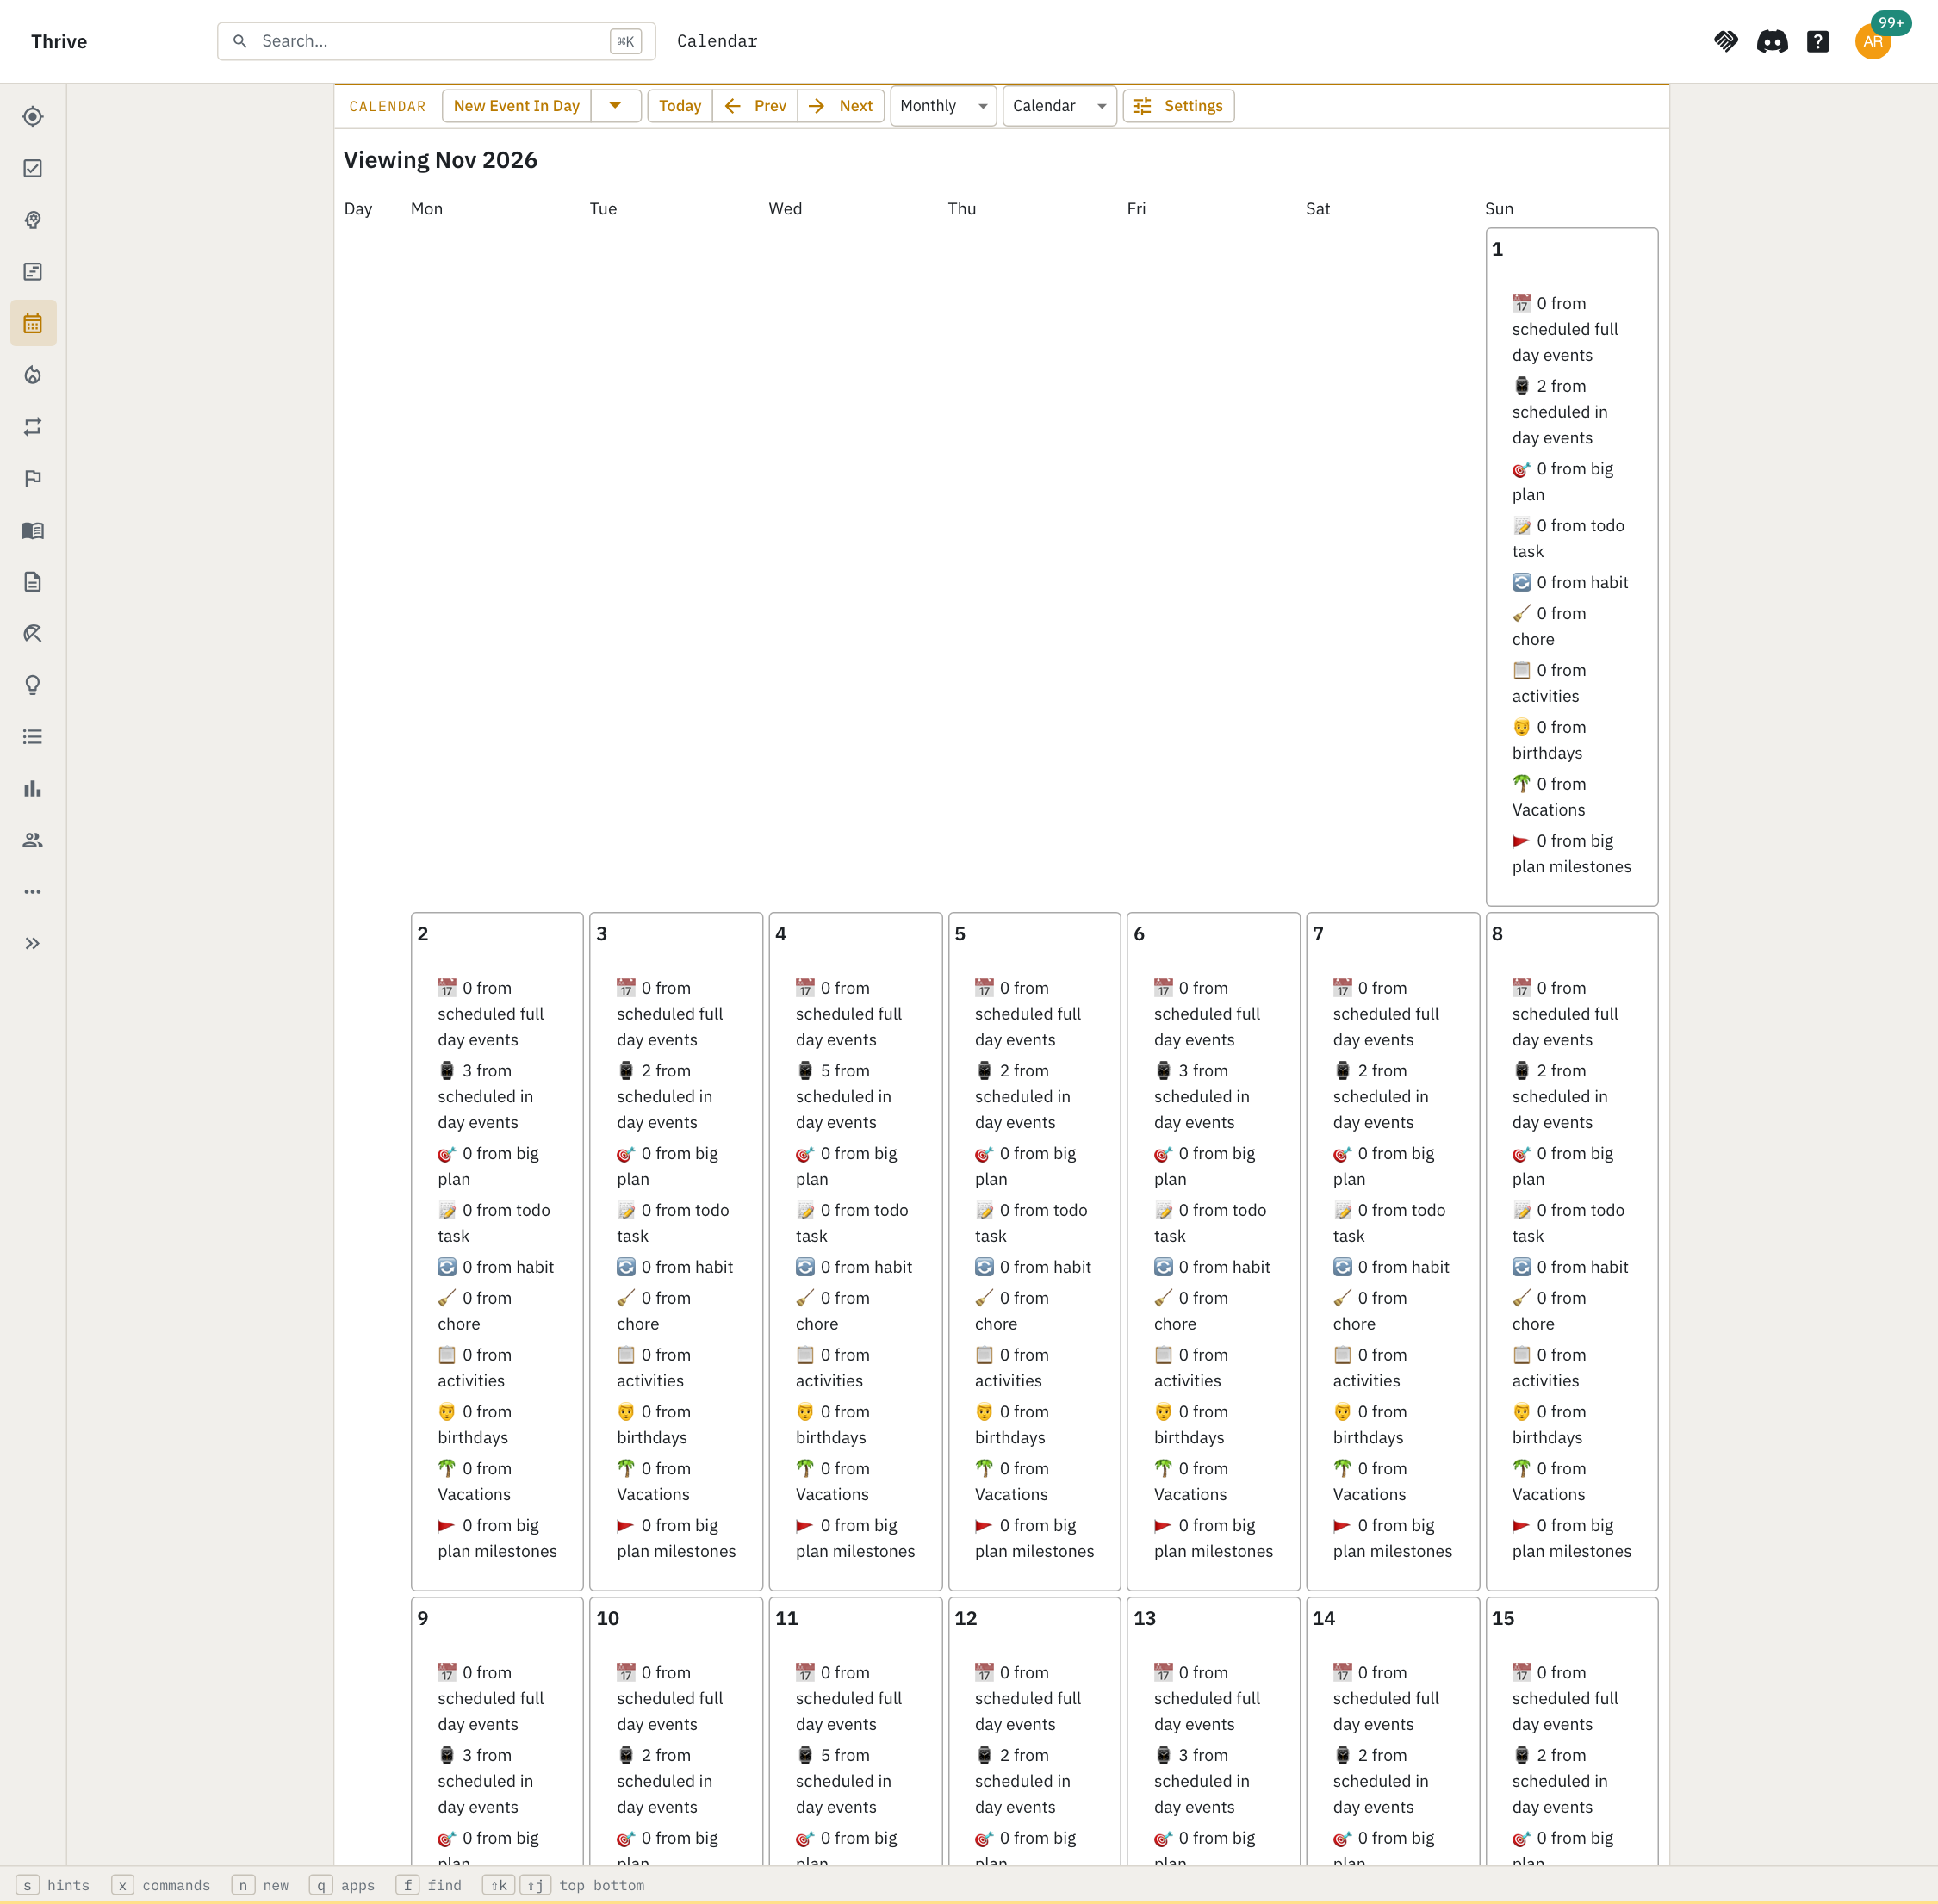 Thrive
Search...
⌘K
Calendar
99+
AR
CALENDAR
New Event In Day
Today
Prev
Next
Monthly
Calendar
Settings
Viewing Nov 2026
Day Mon Tue Wed Thu Fri Sat Sun
1
17 0 from
scheduled full
day events
2 from
scheduled in
day events
0 from big
plan
0 from todo
task
0 from habit
0 from
chore
0 from
activities
0 from
birthdays
0 from
Vacations
0 from big
plan milestones
2
17 0 from
scheduled full
day events
3 from
scheduled in
day events
0 from big
plan
0 from todo
task
0 from habit
0 from
chore
0 from
activities
0 from
birthdays
0 from
Vacations
0 from big
plan milestones
3
17 0 from
scheduled full
day events
2 from
scheduled in
day events
0 from big
plan
0 from todo
task
0 from habit
0 from
chore
0 from
activities
0 from
birthdays
0 from
Vacations
0 from big
plan milestones
4
17 0 from
scheduled full
day events
5 from
scheduled in
day events
0 from big
plan
0 from todo
task
0 from habit
0 from
chore
0 from
activities
0 from
birthdays
0 from
Vacations
0 from big
plan milestones
5
17 0 from
scheduled full
day events
2 from
scheduled in
day events
0 from big
plan
0 from todo
task
0 from habit
0 from
chore
0 from
activities
0 from
birthdays
0 from
Vacations
0 from big
plan milestones
6
17 0 from
scheduled full
day events
3 from
scheduled in
day events
0 from big
plan
0 from todo
task
0 from habit
0 from
chore
0 from
activities
0 from
birthdays
0 from
Vacations
0 from big
plan milestones
7
17 0 from
scheduled full
day events
2 from
scheduled in
day events
0 from big
plan
0 from todo
task
0 from habit
0 from
chore
0 from
activities
0 from
birthdays
0 from
Vacations
0 from big
plan milestones
8
17 0 from
scheduled full
day events
2 from
scheduled in
day events
0 from big
plan
0 from todo
task
0 from habit
0 from
chore
0 from
activities
0 from
birthdays
0 from
Vacations
0 from big
plan milestones
9
17 0 from
scheduled full
day events
3 from
scheduled in
day events
0 from big
plan
10
17 0 from
scheduled full
day events
2 from
scheduled in
day events
0 from big
plan
11
17 0 from
scheduled full
day events
5 from
scheduled in
day events
0 from big
plan
12
17 0 from
scheduled full
day events
2 from
scheduled in
day events
0 from big
plan
13
17 0 from
scheduled full
day events
3 from
scheduled in
day events
0 from big
plan
14
17 0 from
scheduled full
day events
2 from
scheduled in
day events
0 from big
plan
15
17 0 from
scheduled full
day events
2 from
scheduled in
day events
0 from big
plan
s hints x commands n new q apps f find ⇧k ⇧j top bottom